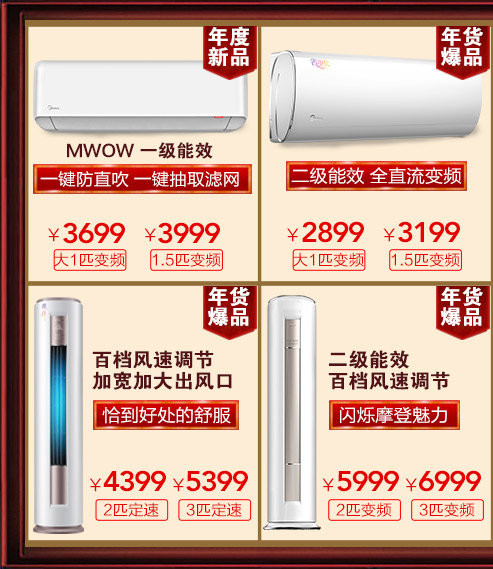 年度
新品
MWOW 一级能效
一键防直吹 一键抽取滤网
¥3699 ¥3999
大1匹变频 1.5匹变频
年货
爆品
二级能效 全直流变频
¥2899 ¥3199
大1匹变频 1.5匹变频
年货
爆品
百档风速调节
加宽加大出风口
恰到好处的舒服
¥4399 ¥5399
2匹定速 3匹定速
年货
爆品
二级能效
百档风速调节
闪烁摩登魅力
¥5999 ¥6999
2匹变频 3匹变频